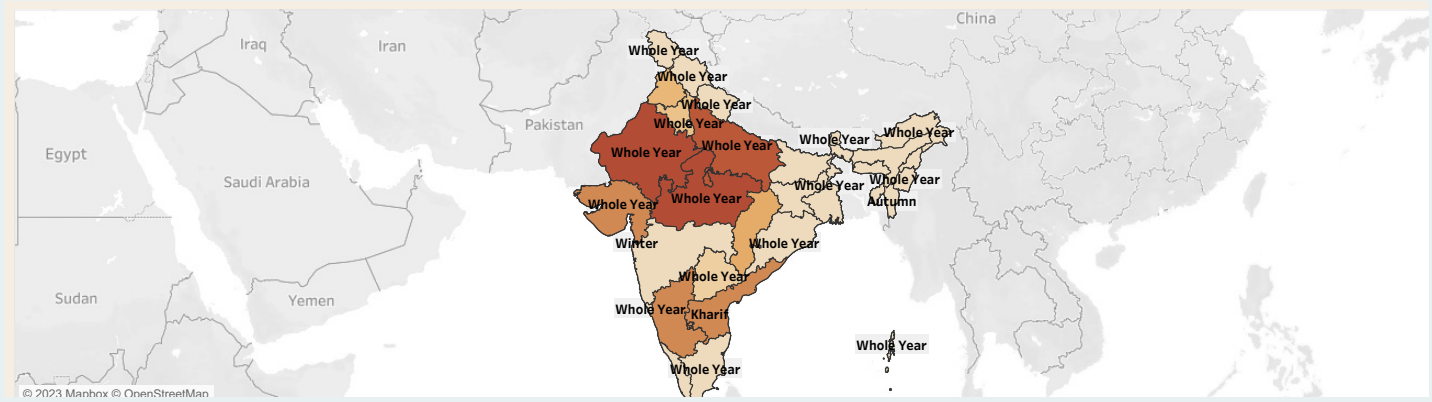 China
Iraq
Iran
Whole Year
Whole Year
Whole Year
Pakistan
Whole Year
Whole Year
Whole Year
Egypt
Whole Year
Whole Year
Saudi Arabia
Whole Year
Whole Year
Whole Year
Whole Year
Autumn
Winter
Whole Year
Whole Year
Sudan
Yemen
Whole Year
Kharif
Whole Year
Whole Year
© 2023 Mapbox © OpenStreetMap